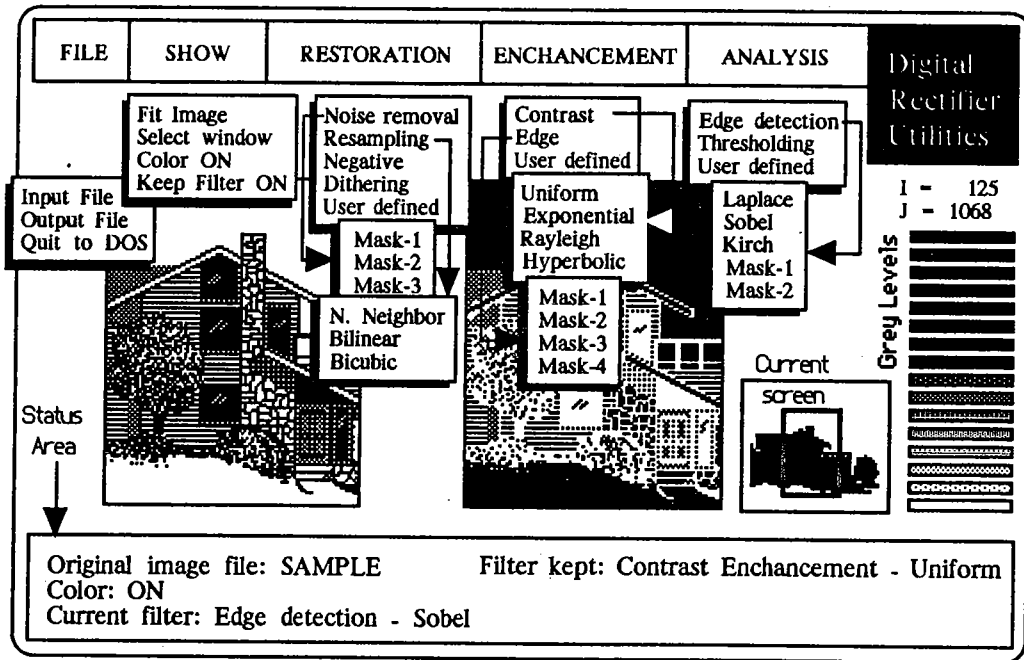 FILE
SHOW
RESTORATION
ENCHANCEMENT
ANALYSIS
Digital
Rectifier
Utilities
Input File
Output File
Quit to DOS
Fit Image
Select window
Color ON
Keep Filter ON
Noise removal
Resampling
Negative
Dithering
User defined
Mask-1
Mask-2
Mask-3
N. Neighbor
Bilinear
Bicubic
Contrast
Edge
User defined
Uniform
Exponential
Rayleigh
Hyperbolic
Mask-1
Mask-2
Mask-3
Mask-4
Edge detection
Thresholding
User defined
Laplace
Sobel
Kirch
Mask-1
Mask-2
I - 125
J - 1068
Grey Levels
Current
screen
Status
Area
Original image file: SAMPLE
Color: ON
Current filter: Edge detection - Sobel
Filter kept: Contrast Enchancement - Uniform